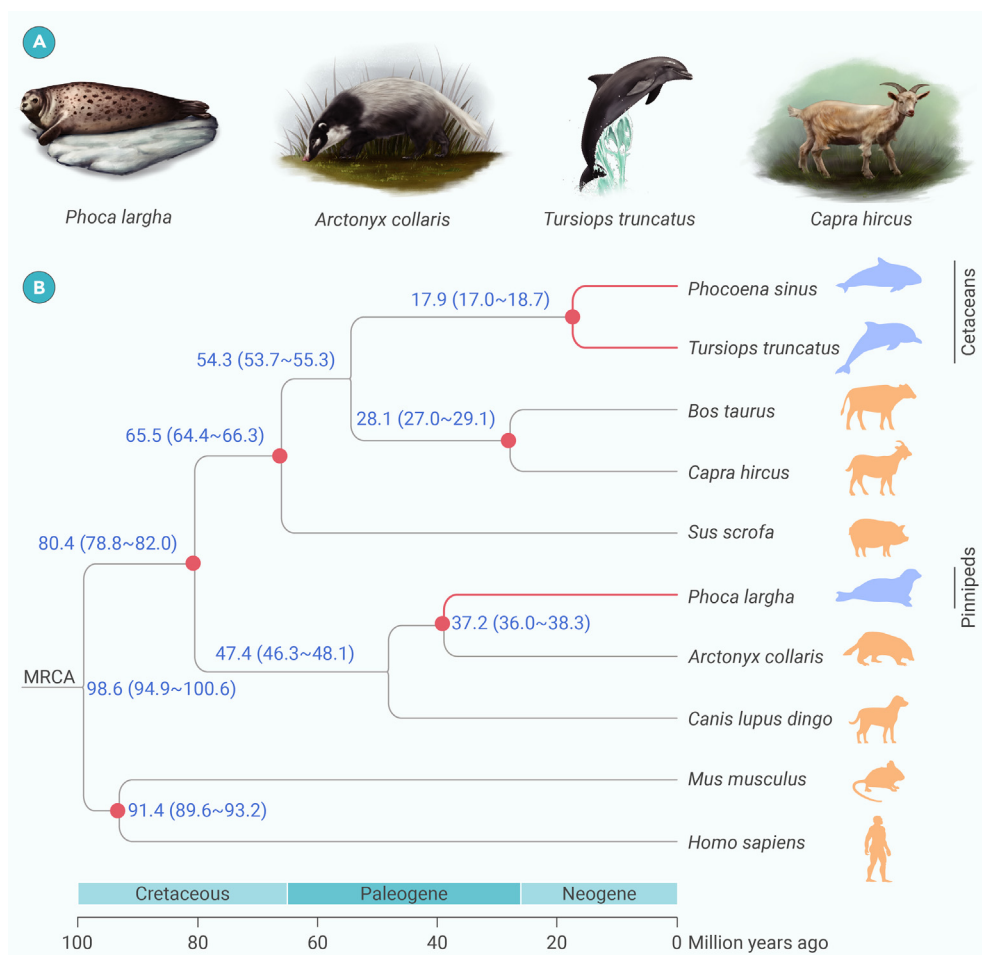 A
Phoca largha
Arctonyx collaris
Tursiops truncatus
Capra hircus
B
17.9 (17.0~18.7)
Phocoena sinus
Cetaceans
Tursiops truncatus
54.3 (53.7~55.3)
28.1 (27.0~29.1)
Bos taurus
65.5 (64.4~66.3)
Capra hircus
Sus scrofa
80.4 (78.8~82.0)
Phoca largha
Pinnipeds
37.2 (36.0~38.3)
47.4 (46.3~48.1)
Arctonyx collaris
MRCA
98.6 (94.9~100.6)
Canis lupus dingo
Mus musculus
91.4 (89.6~93.2)
Homo sapiens
Cretaceous
Paleogene
Neogene
100 80 60 40 20 0 Million years ago